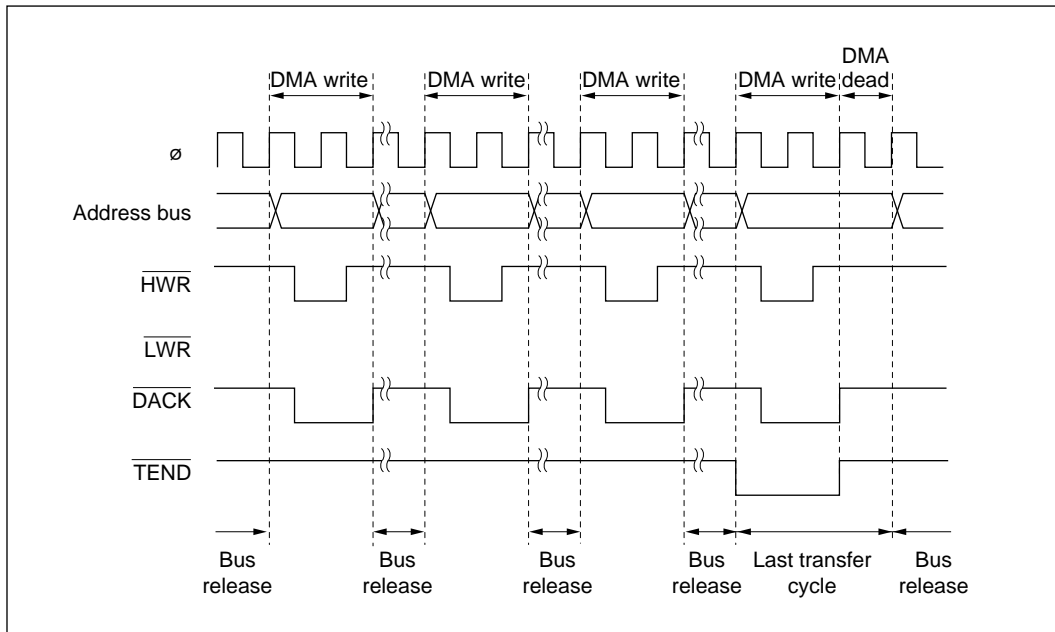 DMA
DMA write DMA write DMA write DMA write dead
ø
Address bus
HWR
LWR
DACK
TEND
Bus release
Bus release
Bus release
Bus release
Last transfer cycle
Bus release